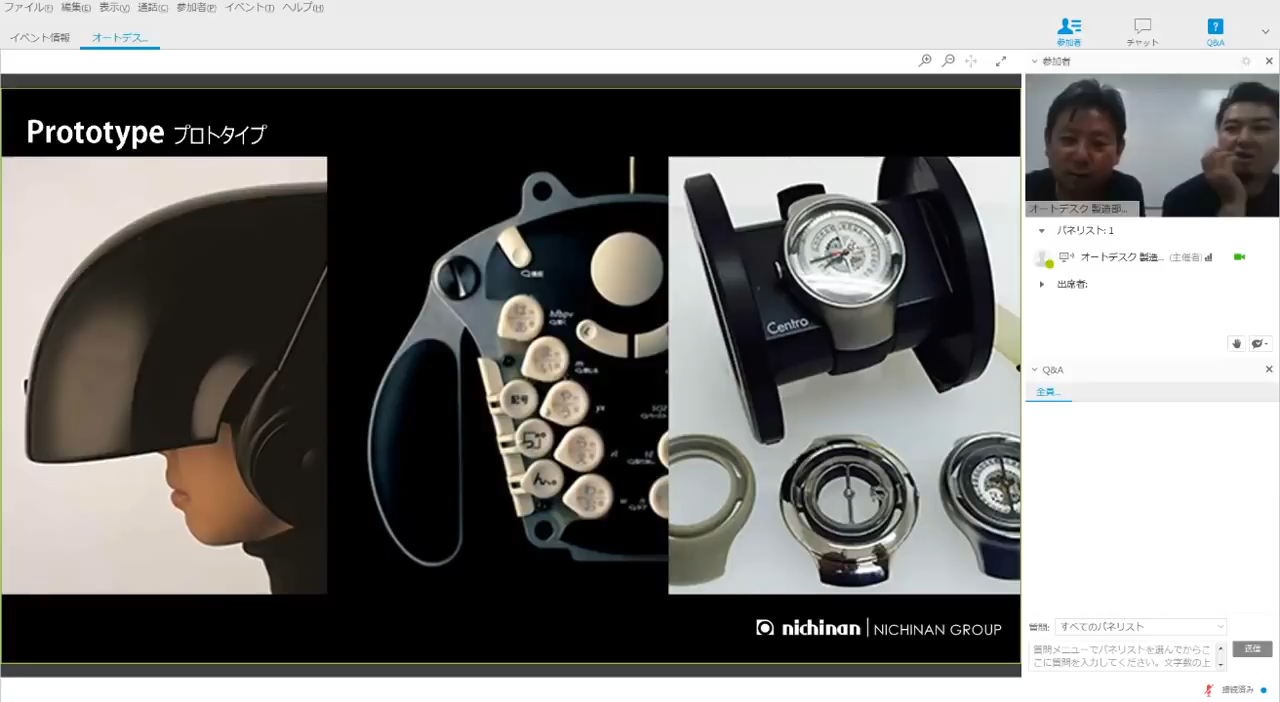 ファイル(F) 編集(E) 表示(V) 通話(C) 参加者(P) イベント(T) ヘルプ(H)
イベント情報
オートデス...
参加者
チャット
Q&A
参加者
Prototype プロトタイプ
記号
Centro
オートデスク 製造部...
パネリスト: 1
オートデスク 製造... (主催者)
出席者:
Q&A
全員...
nichinan NICHINAN GROUP
質問: すべてのパネリスト
質問メニューでパネリストを選んでからこ
こに質問を入力してください。文字数の上
送信
接続済み